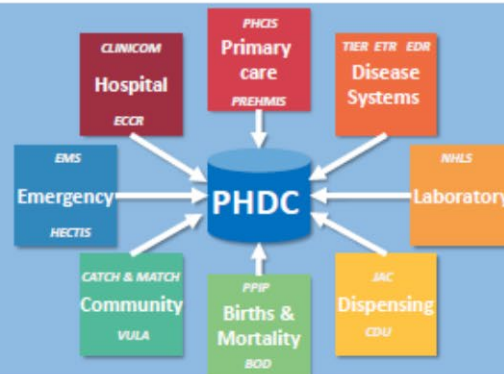 PHCIS
Primary
care
PREHMIS
CLINICOM
Hospital
ECCR
TIER ETR EDR
Disease
Systems
EMS
Emergency
HECTIS
PHDC
NHLS
Laboratory
CATCH & MATCH
Community
VULA
PPIP
Births &
Mortality
BOD
JAC
Dispensing
CDU